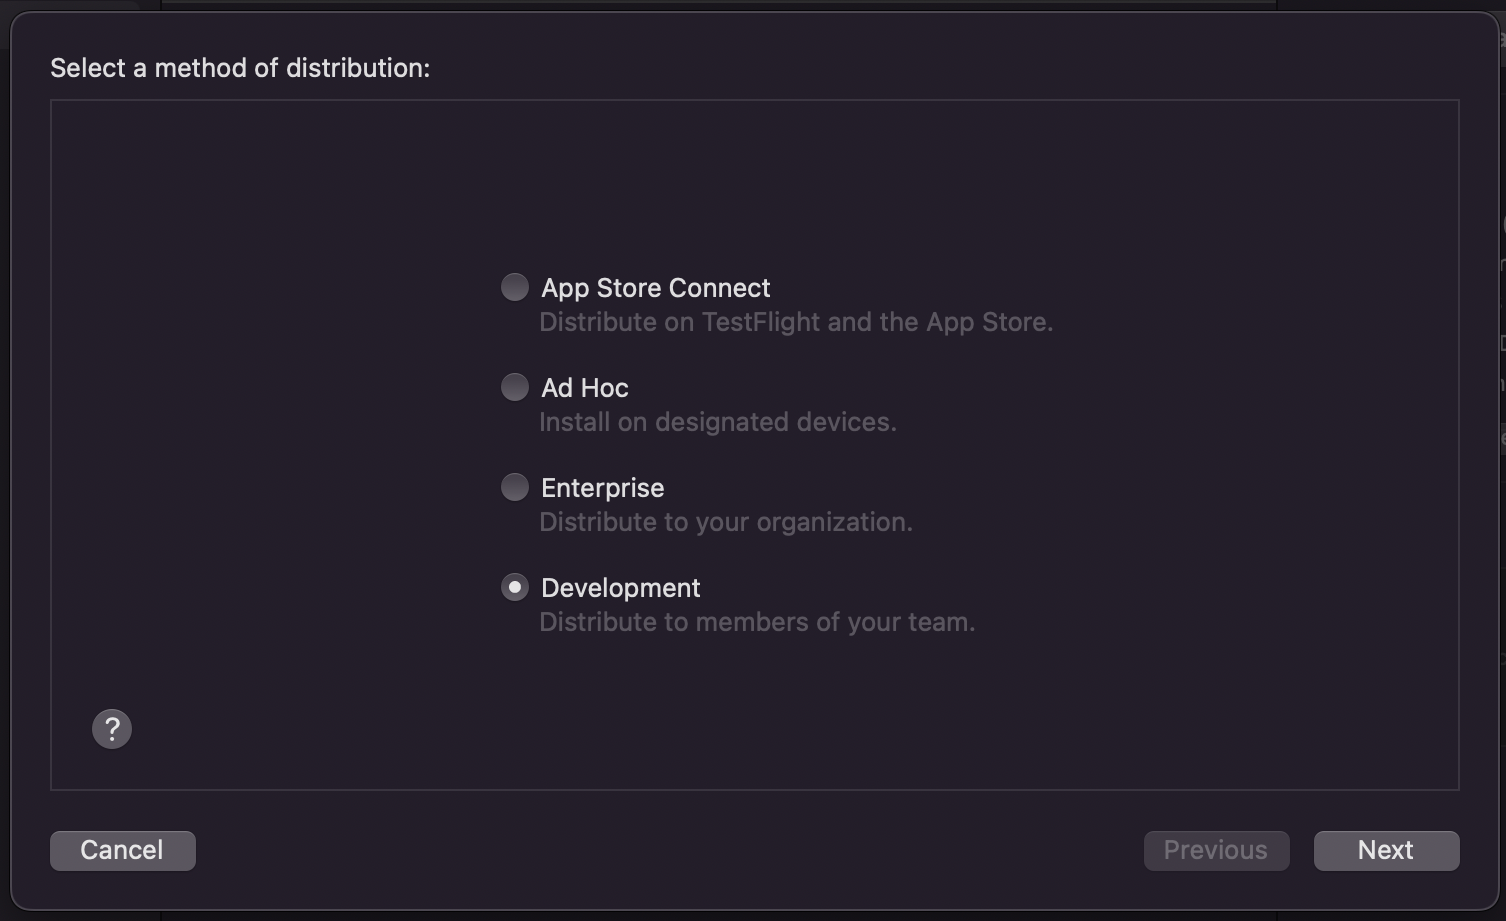 Select a method of distribution:
App Store Connect
Distribute on TestFlight and the App Store.
Ad Hoc
Install on designated devices.
Enterprise
Distribute to your organization.
Development
Distribute to members of your team.
?
Cancel
Previous
Next